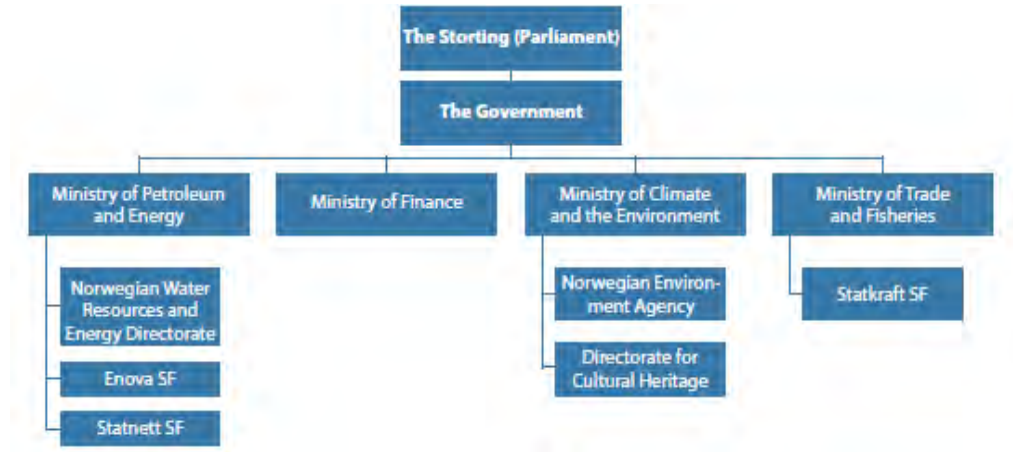 The Storting (Parliament)
The Government
Ministry of Petroleum
and Energy
Ministry of Finance
Ministry of Climate
and the Environment
Ministry of Trade
and Fisheries
Norwegian Water
Resources and
Energy Directorate
Enova SF
Statnett SF
Norwegian Environ-
ment Agency
Directorate for
Cultural Heritage
Statkraft SF